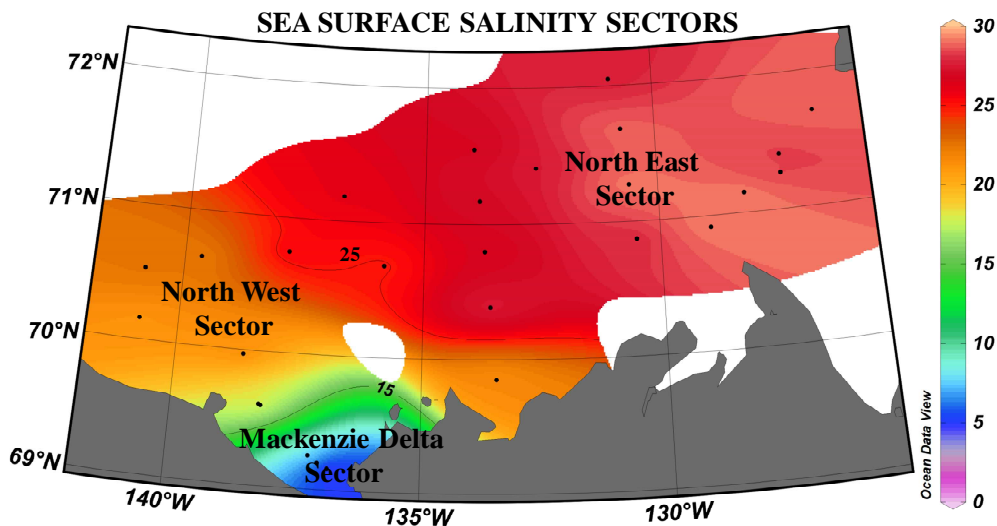 SEA SURFACE SALINITY SECTORS
72°N
71°N
70°N
69°N
140°W
135°W
130°W
North East
Sector
25
North West
Sector
15
Mackenzie Delta
Sector
30
25
20
15
10
5
0
Ocean Data View